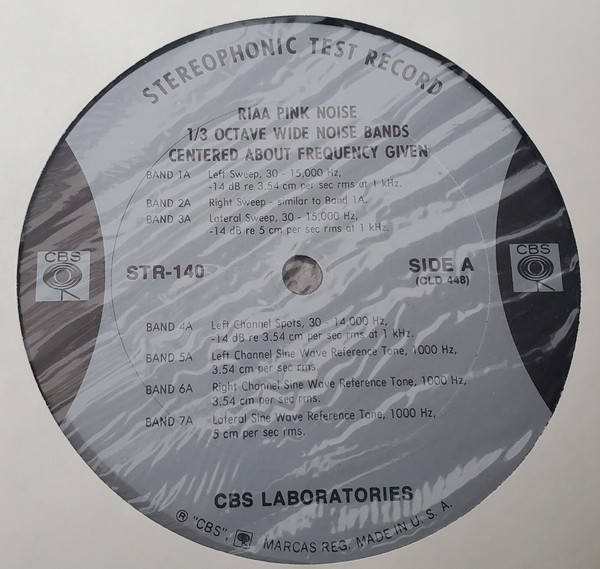 STEREOPHONIC TEST RECORD
RIAA PINK NOISE
1/3 OCTAVE WIDE NOISE BANDS
CENTERED ABOUT FREQUENCY GIVEN
BAND 1A Left Sweep, 30 - 15,000 Hz,
-14 dB re 3.54 cm per sec rms at 1 kHz.
BAND 2A Right Sweep - similar to Band 1A.
BAND 3A Lateral Sweep, 30 - 15,000 Hz,
-14 dB re 5 cm per sec rms at 1 kHz.
CBS
CBS
STR-140
SIDE A
(CLD 448)
BAND 4A Left Channel Spots, 30 - 14,000 Hz,
-14 dB re 3.54 cm per sec rms at 1 kHz.
BAND 5A Left Channel Sine Wave Reference Tone, 1000 Hz,
3.54 cm per sec rms.
BAND 6A Right Channel Sine Wave Reference Tone, 1000 Hz,
3.54 cm per sec rms.
BAND 7A Lateral Sine Wave Reference Tone, 1000 Hz,
5 cm per sec rms.
CBS LABORATORIES
® "CBS", MARCAS REG. MADE IN U. S. A.